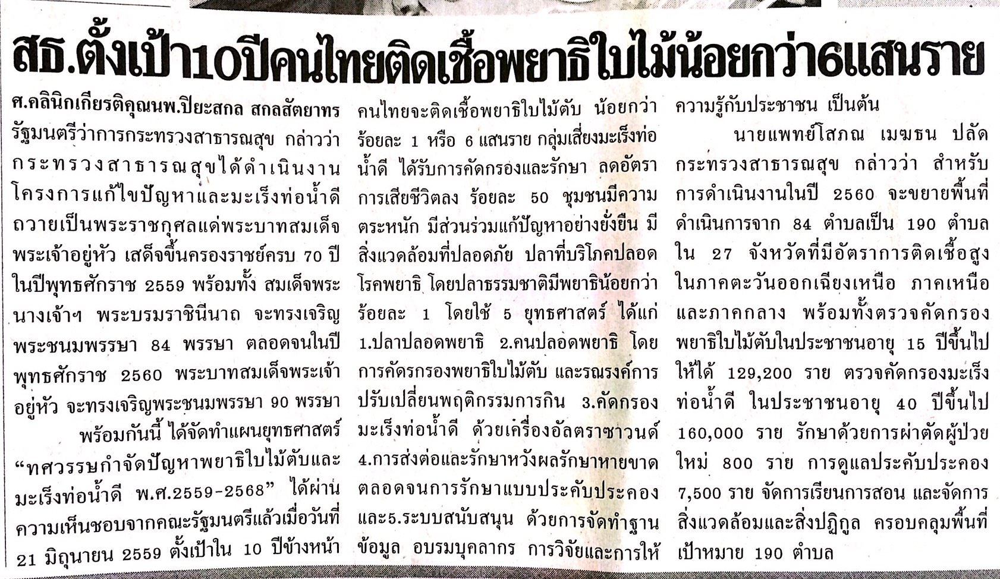 สธ.ตั้งเป้า10ปีคนไทยติดเชื้อพยาธิใบไม้น้อยกว่า6แสนราย
ศ.คลินิกเกียรติคุณนพ.ปิยะสกล สกลสัตยาทร
รัฐมนตรีว่าการกระทรวงสาธารณสุข กล่าวว่า
กระทรวงสาธารณสุขได้ดำเนินงาน
โครงการแก้ไขปัญหาและมะเร็งท่อน้ำดี
ถวายเป็นพระราชกุศลแด่พระบาทสมเด็จ
พระเจ้าอยู่หัว เสด็จขึ้นครองราชย์ครบ 70 ปี
ในปีพุทธศักราช 2559 พร้อมทั้ง สมเด็จพระ
นางเจ้าฯ พระบรมราชินีนาถ จะทรงเจริญ
พระชนมพรรษา 84 พรรษา ตลอดจนในปี
พุทธศักราช 2560 พระบาทสมเด็จพระเจ้า
อยู่หัว จะทรงเจริญพระชนมพรรษา 90 พรรษา
พร้อมกันนี้ ได้จัดทำแผนยุทธศาสตร์
“ทศวรรษกำจัดปัญหาพยาธิใบไม้ตับและ
มะเร็งท่อน้ำดี พ.ศ.2559-2568” ได้ผ่าน
ความเห็นชอบจากคณะรัฐมนตรีแล้วเมื่อวันที่
21 มิถุนายน 2559 ตั้งเป้าใน 10 ปีข้างหน้า
คนไทยจะติดเชื้อพยาธิใบไม้ตับ น้อยกว่า
ร้อยละ 1 หรือ 6 แสนราย กลุ่มเสี่ยงมะเร็งท่อ
น้ำดี ได้รับการคัดกรองและรักษา ลดอัตรา
การเสียชีวิตลง ร้อยละ 50 ชุมชนมีความ
ตระหนัก มีส่วนร่วมแก้ปัญหาอย่างยั่งยืน มี
สิ่งแวดล้อมที่ปลอดภัย ปลาที่บริโภคปลอด
โรคพยาธิ โดยปลาธรรมชาติมีพยาธิน้อยกว่า
ร้อยละ 1 โดยใช้ 5 ยุทธศาสตร์ ได้แก่
1.ปลาปลอดพยาธิ 2.คนปลอดพยาธิ โดย
การคัดรกรองพยาธิใบไม้ตับ และรณรงค์การ
ปรับเปลี่ยนพฤติกรรมการกิน 3.คัดกรอง
มะเร็งท่อน้ำดี ด้วยเครื่องอัลตราซาวนด์
4.การส่งต่อและรักษาหวังผลรักษาหายขาด
ตลอดจนการรักษาแบบประคับประคอง
และ5.ระบบสนับสนุน ด้วยการจัดทำฐาน
ข้อมูล อบรมบุคลากร การวิจัยและการให้
ความรู้กับประชาชน เป็นต้น
นายแพทย์โสภณ เมฆธน ปลัด
กระทรวงสาธารณสุข กล่าวว่า สำหรับ
การดำเนินงานในปี 2560 จะขยายพื้นที่
ดำเนินการจาก 84 ตำบลเป็น 190 ตำบล
ใน 27 จังหวัดที่มีอัตราการติดเชื้อสูง
ในภาคตะวันออกเฉียงเหนือ ภาคเหนือ
และภาคกลาง พร้อมทั้งตรวจคัดกรอง
พยาธิใบไม้ตับในประชาชนอายุ 15 ปีขึ้นไป
ให้ได้ 129,200 ราย ตรวจคัดกรองมะเร็ง
ท่อน้ำดี ในประชาชนอายุ 40 ปีขึ้นไป
160,000 ราย รักษาด้วยการผ่าตัดผู้ป่วย
ใหม่ 800 ราย การดูแลประคับประคอง
7,500 ราย จัดการเรียนการสอน และจัดการ
สิ่งแวดล้อมและสิ่งปฏิกูล ครอบคลุมพื้นที่
เป้าหมาย 190 ตำบล